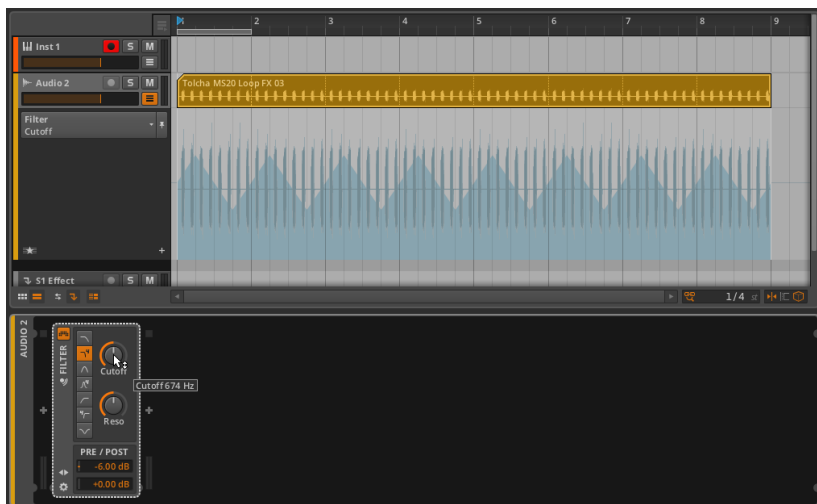 2 3 4 5 6 7 8 9
Inst 1 S M
Audio 2 S M
Tolcha MS20 Loop FX 03
Filter
Cutoff
S1 Effect S M
1/4
AUDIO 2
FILTER
Cutoff
Cutoff 674 Hz
Reso
PRE / POST
-6.00 dB
+0.00 dB